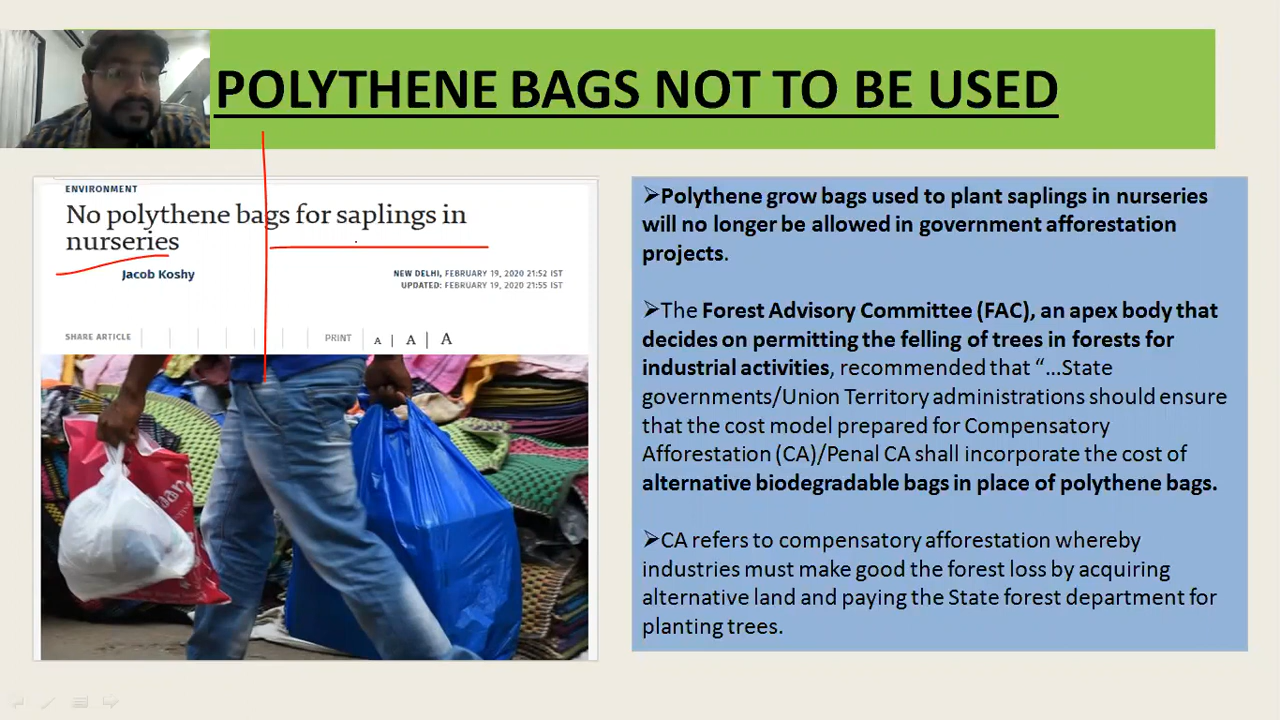 POLYTHENE BAGS NOT TO BE USED
ENVIRONMENT
No polythene bags for saplings in
nurseries
Jacob Koshy
NEW DELHI, FEBRUARY 19, 2020 21:52 IST
UPDATED: FEBRUARY 19, 2020 21:55 IST
SHARE ARTICLE PRINT A A A
➢Polythene grow bags used to plant saplings in nurseries
will no longer be allowed in government afforestation
projects.
➢The Forest Advisory Committee (FAC), an apex body that
decides on permitting the felling of trees in forests for
industrial activities, recommended that “...State
governments/Union Territory administrations should ensure
that the cost model prepared for Compensatory
Afforestation (CA)/Penal CA shall incorporate the cost of
alternative biodegradable bags in place of polythene bags.
➢CA refers to compensatory afforestation whereby
industries must make good the forest loss by acquiring
alternative land and paying the State forest department for
planting trees.